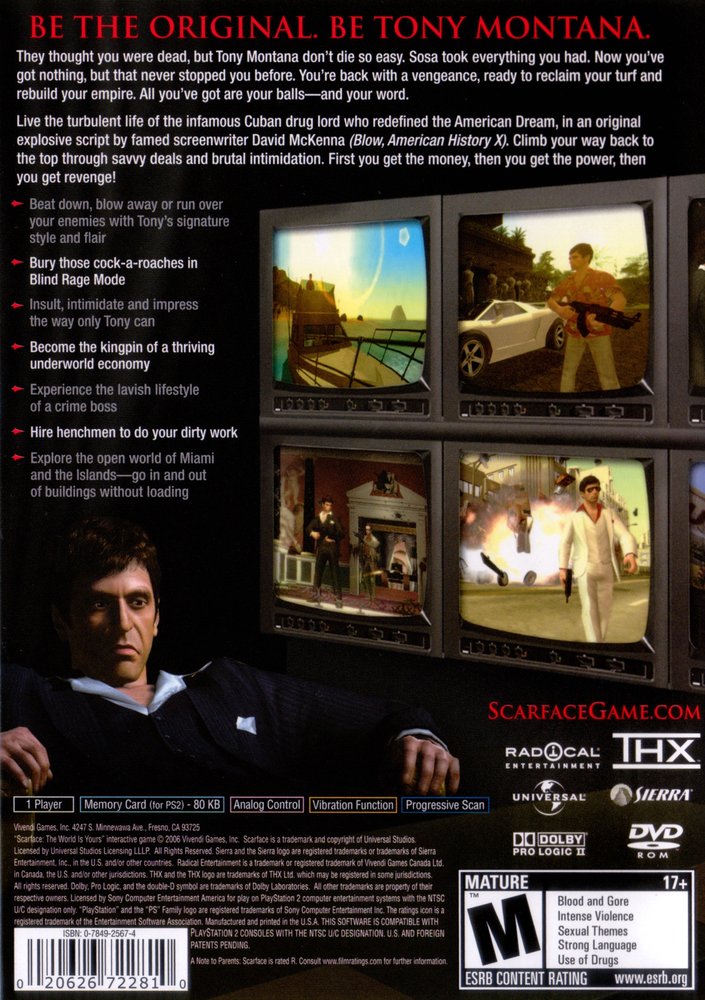 BE THE ORIGINAL. BE TONY MONTANA.
They thought you were dead, but Tony Montana don't die so easy. Sosa took everything you had. Now you've
got nothing, but that never stopped you before. You're back with a vengeance, ready to reclaim your turf and
rebuild your empire. All you've got are your balls—and your word.
Live the turbulent life of the infamous Cuban drug lord who redefined the American Dream, in an original
explosive script by famed screenwriter David McKenna (Blow, American History X). Climb your way back to
the top through savvy deals and brutal intimidation. First you get the money, then you get the power, then
you get revenge!
Beat down, blow away or run over
your enemies with Tony's signature
style and flair
Bury those cock-a-roaches in
Blind Rage Mode
Insult, intimidate and impress
the way only Tony can
Become the kingpin of a thriving
underworld economy
Experience the lavish lifestyle
of a crime boss
Hire henchmen to do your dirty work
Explore the open world of Miami
and the Islands—go in and out
of buildings without loading
SCARFACEGAME.COM
RADICAL
ENTERTAINMENT
THX
UNIVERSAL
SIERRA
DOLBY
PRO LOGIC II
DVD
ROM
1 Player
Memory Card (for PS2) - 80 KB
Analog Control
Vibration Function
Progressive Scan
Vivendi Games, Inc. 4247 S. Minnewawa Ave., Fresno, CA 93725
"Scarface: The World Is Yours" interactive game © 2006 Vivendi Games, Inc. Scarface is a trademark and copyright of Universal Studios.
Licensed by Universal Studios Licensing LLLP. All Rights Reserved. Sierra and the Sierra logo are registered trademarks or trademarks of Sierra
Entertainment, Inc., in the U.S. and/or other countries. Radical Entertainment is a trademark or registered trademark of Vivendi Games Canada Ltd.
in Canada, the U.S. and/or other jurisdictions. THX and the THX logo are trademarks of THX Ltd. which may be registered in some jurisdictions.
All rights reserved. Dolby, Pro Logic, and the double-D symbol are trademarks of Dolby Laboratories. All other trademarks are property of their
respective owners. Licensed by Sony Computer Entertainment America for play on PlayStation 2 computer entertainment systems with the NTSC
U/C designation only. "PlayStation" and the "PS" Family logo are registered trademarks of Sony Computer Entertainment Inc. The ratings icon is a
registered trademark of the Entertainment Software Association. Manufactured and printed in the U.S.A. THIS SOFTWARE IS COMPATIBLE WITH
PLAYSTATION 2 CONSOLES WITH THE NTSC U/C DESIGNATION. U.S. AND FOREIGN
PATENTS PENDING.
A Note to Parents: Scarface is rated R. Consult www.filmratings.com for further information.
ISBN: 0-7849-2567-4
0 20626 72281 0
MATURE 17+
M
TM
Blood and Gore
Intense Violence
Sexual Themes
Strong Language
Use of Drugs
ESRB CONTENT RATING www.esrb.org